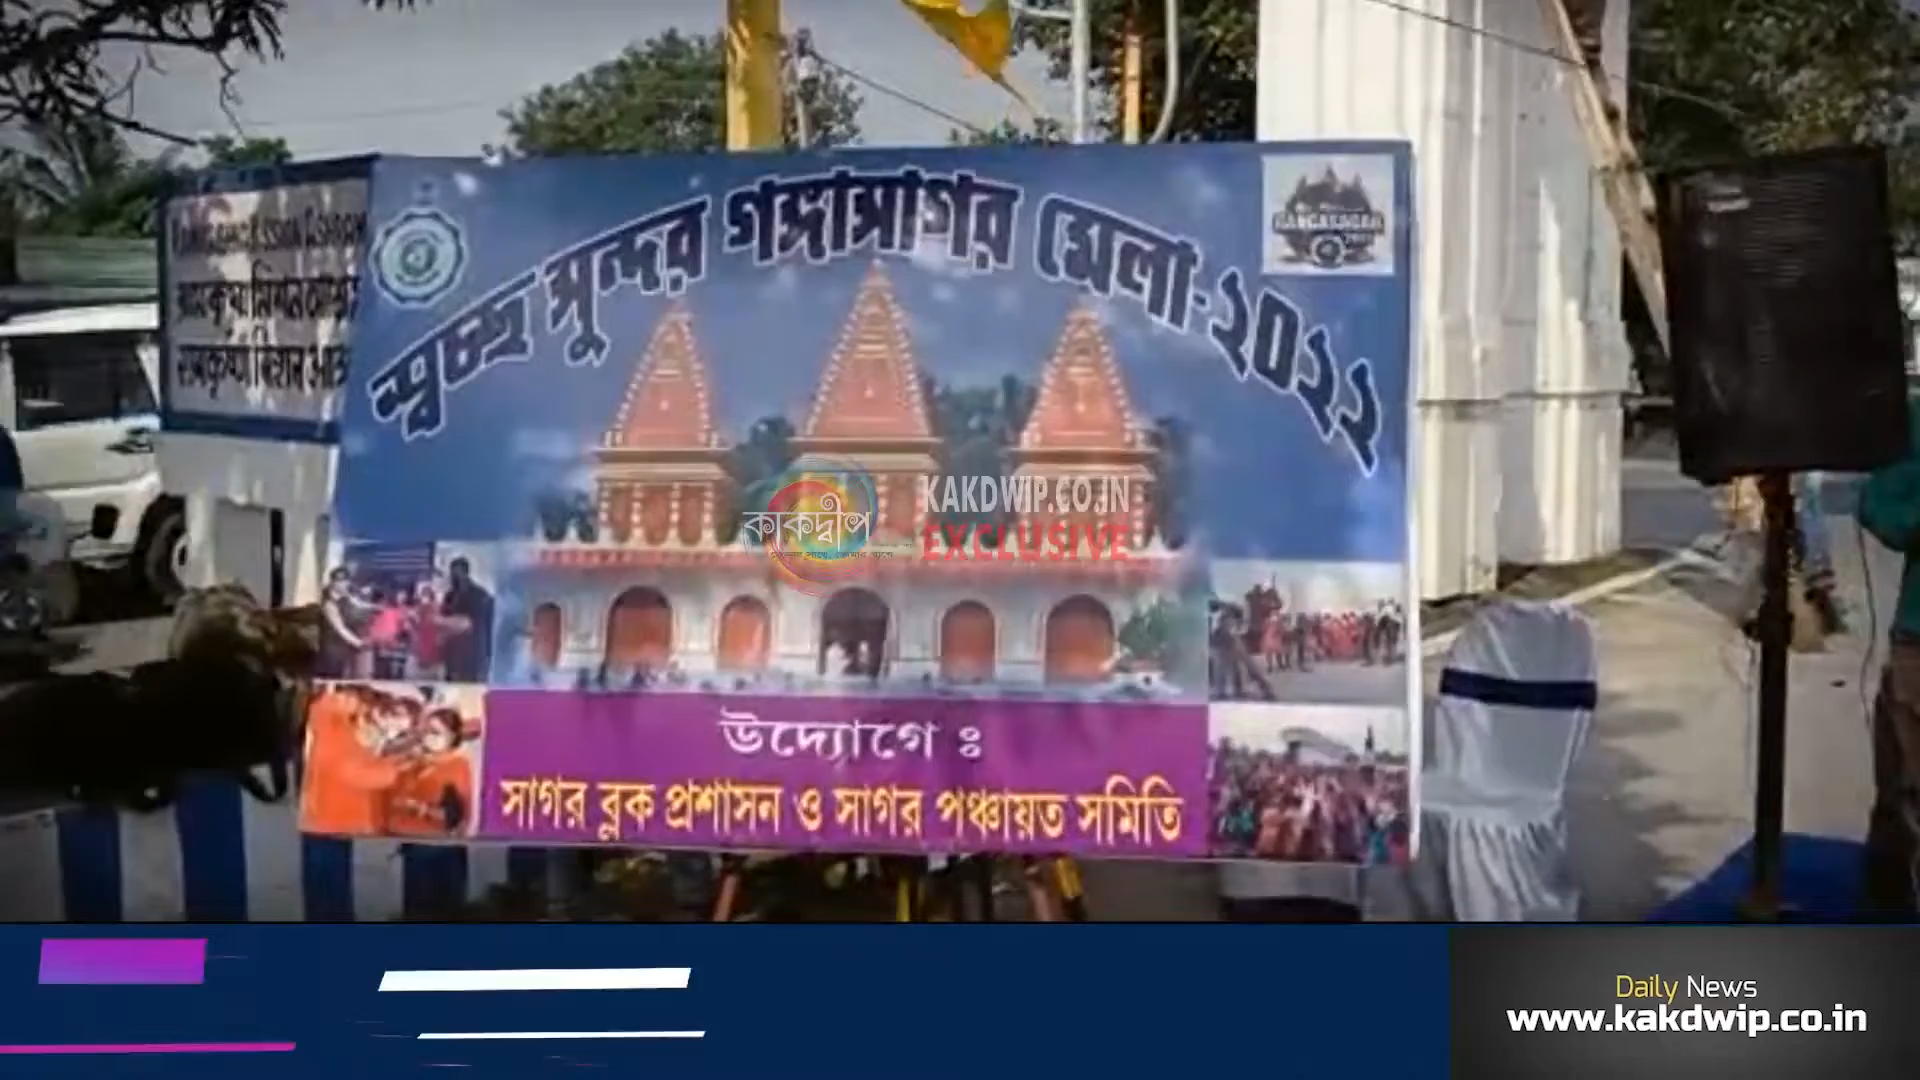 স্বচ্ছ সুন্দর গঙ্গাসাগর মেলা-২০২২
GANGASAGAR
কাকদ্বীপ
KAKDWIP.CO.IN
EXCLUSIVE
উদ্যোগে ঃ
সাগর ব্লক প্রশাসন ও সাগর পঞ্চায়ত সমিতি
Daily News
www.kakdwip.co.in